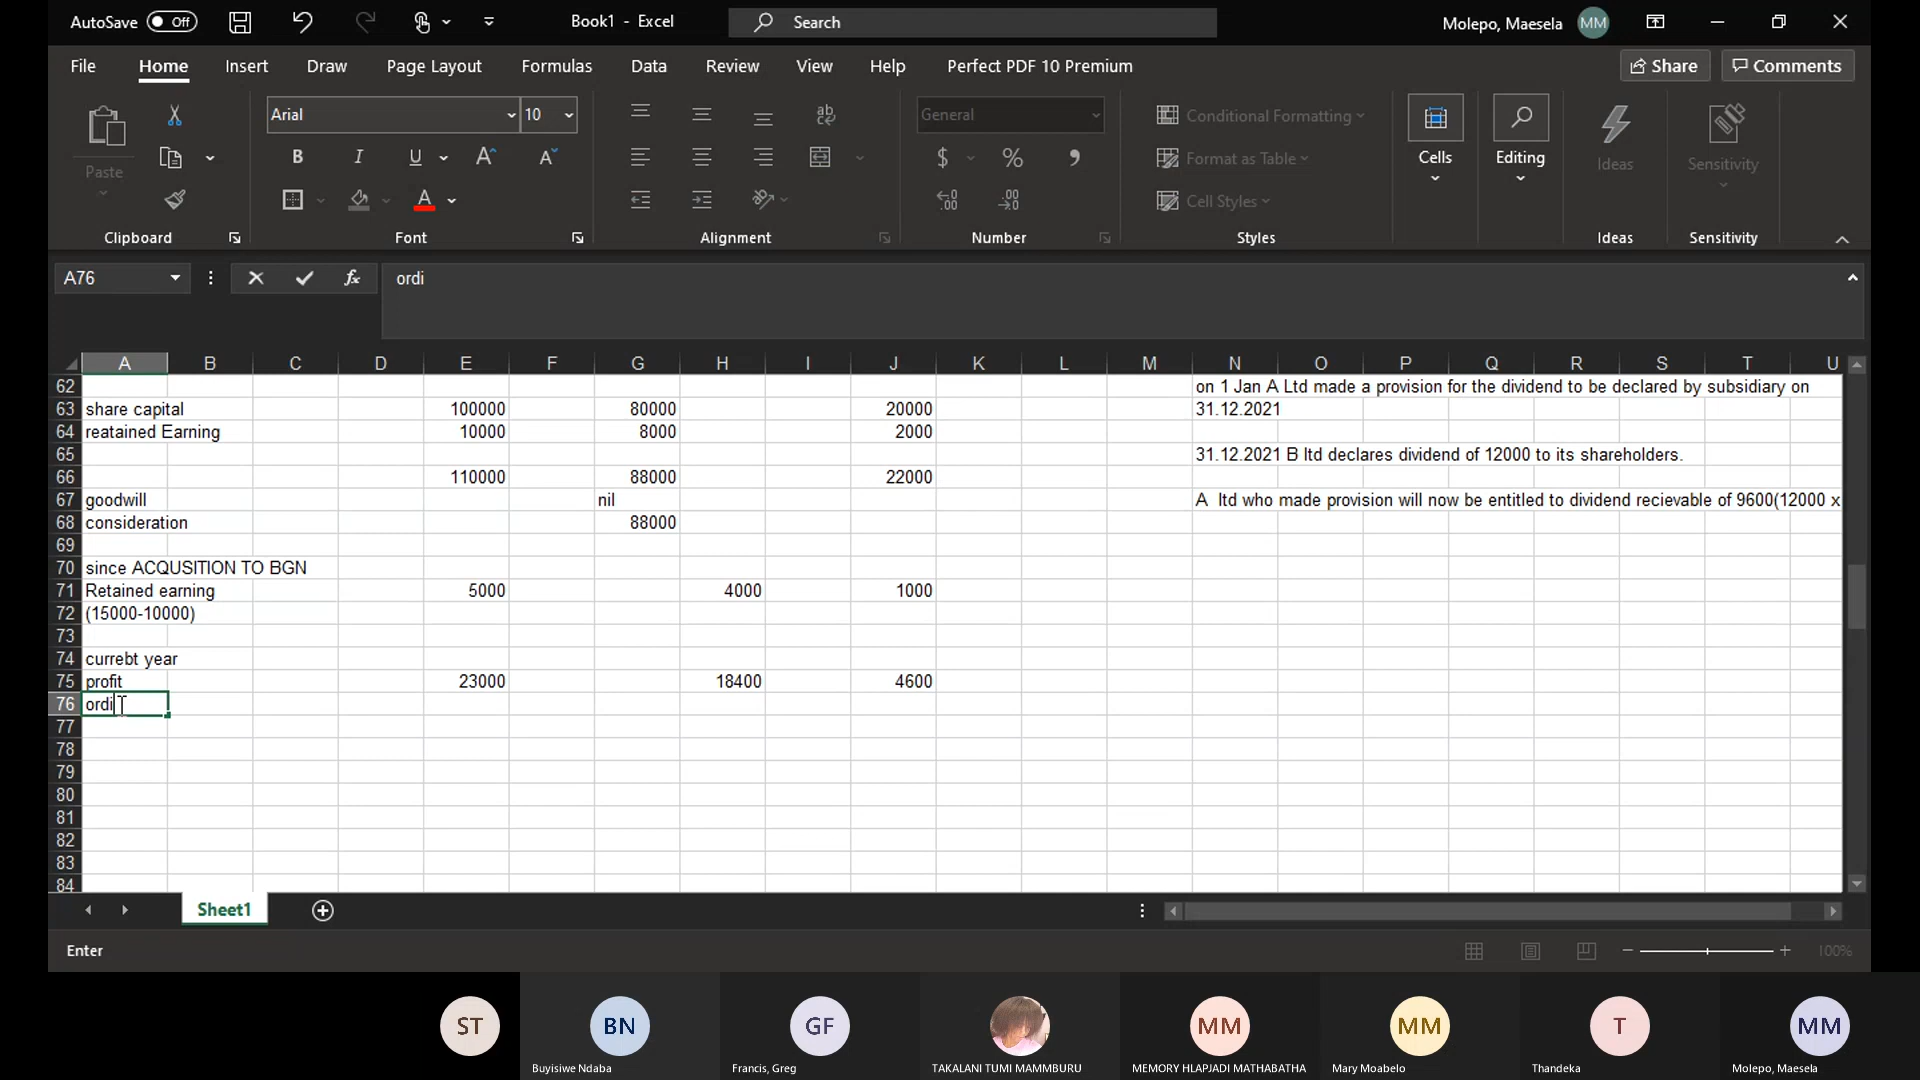 AutoSave Off Book1 - Excel Search Molepo, Maesela MM
File Home Insert Draw Page Layout Formulas Data Review View Help Perfect PDF 10 Premium Share Comments
Paste
Arial 10
ab
General
Conditional Formatting
Format as Table
Cell Styles
Cells
Editing
Ideas
Sensitivity
B I U A A
$ % ,
Clipboard Font Alignment Number Styles Ideas Sensitivity
A76 fx ordi
A B C D E F G H I J K L M N O P Q R S T U
62 on 1 Jan A Ltd made a provision for the dividend to be declared by subsidiary on
63 share capital 100000 80000 20000 31.12.2021
64 reatained Earning 10000 8000 2000
65 31.12.2021 B ltd declares dividend of 12000 to its shareholders.
66 110000 88000 22000
67 goodwill nil A ltd who made provision will now be entitled to dividend recievable of 9600(12000 x
68 consideration 88000
69
70 since ACQUSITION TO BGN
71 Retained earning 5000 4000 1000
72 (15000-10000)
73
74 currebt year
75 profit 23000 18400 4600
76 ordi
77
78
79
80
81
82
83
84
Sheet1
Enter 100%
ST BN GF MM MM T MM
Buyisiwe Ndaba Francis, Greg TAKALANI TUMI MAMMBURU MEMORY HLAPJADI MATHABATHA Mary Moabelo Thandeka Molepo, Maesela